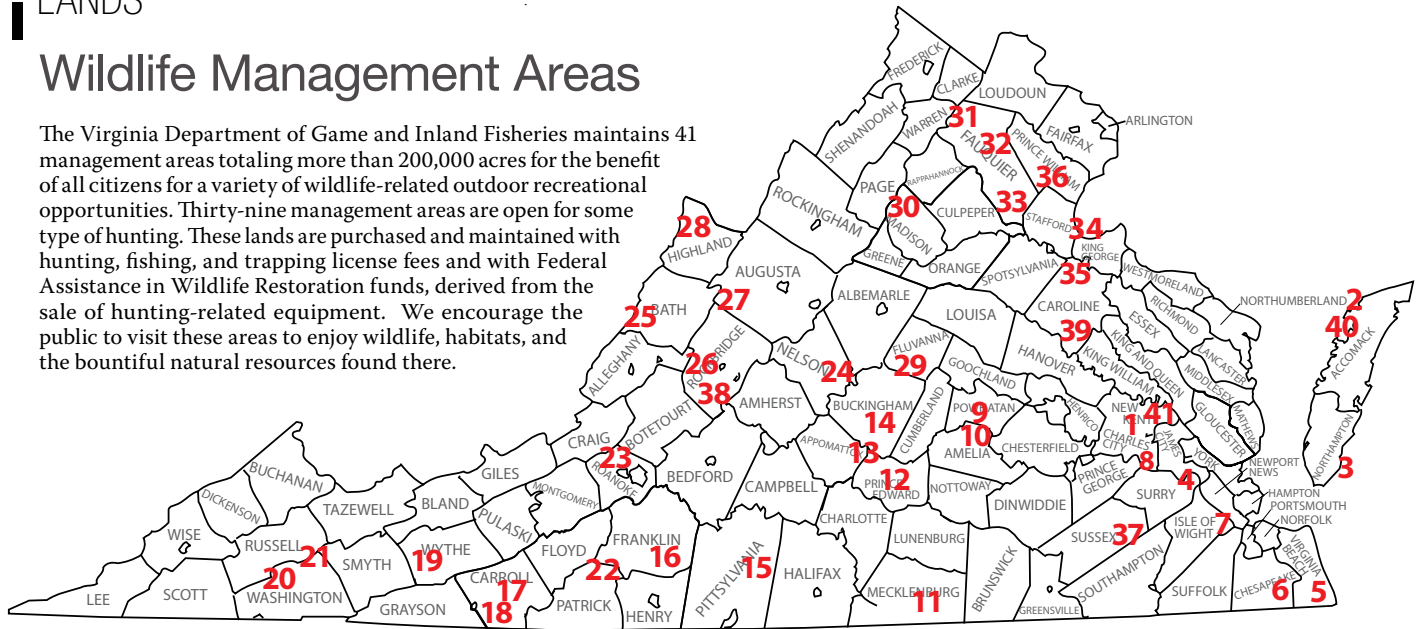 LANDS
Wildlife Management Areas
The Virginia Department of Game and Inland Fisheries maintains 41
management areas totaling more than 200,000 acres for the benefit
of all citizens for a variety of wildlife-related outdoor recreational
opportunities. Thirty-nine management areas are open for some
type of hunting. These lands are purchased and maintained with
hunting, fishing, and trapping license fees and with Federal
Assistance in Wildlife Restoration funds, derived from the
sale of hunting-related equipment. We encourage the
public to visit these areas to enjoy wildlife, habitats, and
the bountiful natural resources found there.
FREDERICK
CLARKE
LOUDOUN
SHENANDOAH
WARREN
31
FAUQUIER
32
PRINCE WILLIAM
36
FAIRFAX
ARLINGTON
ROCKINGHAM
PAGE
30
RAPPAHANNOCK
MADISON
CULPEPER
33
STAFFORD
34
28
HIGHLAND
GREENE
ORANGE
SPOTSYLVANIA
35
KING
GEORGE
WESTMORELAND
AUGUSTA
27
25
BATH
ALBEMARLE
LOUISA
CAROLINE
39
ESSEX
RICHMOND
NORTHUMBERLAND
2
40
ACCOMACK
ALLEGHANY
26
ROCKBRIDGE
38
NELSON
24
FLUVANNA
29
GOOCHLAND
HANOVER
KING WILLIAM
KING AND QUEEN
MIDDLESEX
LANCASTER
AMHERST
BUCKINGHAM
14
CUMBERLAND
POWHATAN
9
10
AMELIA
CHESTERFIELD
HENRICO
NEW
KENT
41
1
CHARLES
CITY
8
JAMES
CITY
GLOUCESTER
MATHEWS
YORK
NORTHAMPTON
3
CRAIG
BOTETOURT
23
ROANOKE
BEDFORD
APPOMATTOX
13
PRINCE
EDWARD
12
NOTTOWAY
PRINCE
GEORGE
SURRY
4
NEWPORT
NEWS
HAMPTON
PORTSMOUTH
NORFOLK
BUCHANAN
GILES
MONTGOMERY
CAMPBELL
CHARLOTTE
DINWIDDIE
DICKENSON
TAZEWELL
BLAND
PULASKI
WISE
RUSSELL
21
20
SMYTH
WYTHE
19
FLOYD
FRANKLIN
16
22
PITTSYLVANIA
15
HALIFAX
LUNENBURG
BRUNSWICK
SUSSEX
37
ISLE OF
WIGHT
7
VIRGINIA
BEACH
5
LEE
SCOTT
WASHINGTON
GRAYSON
CARROLL
17
18
PATRICK
HENRY
MECKLENBURG
11
GREENSVILLE
SOUTHAMPTON
SUFFOLK
CHESAPEAKE
6